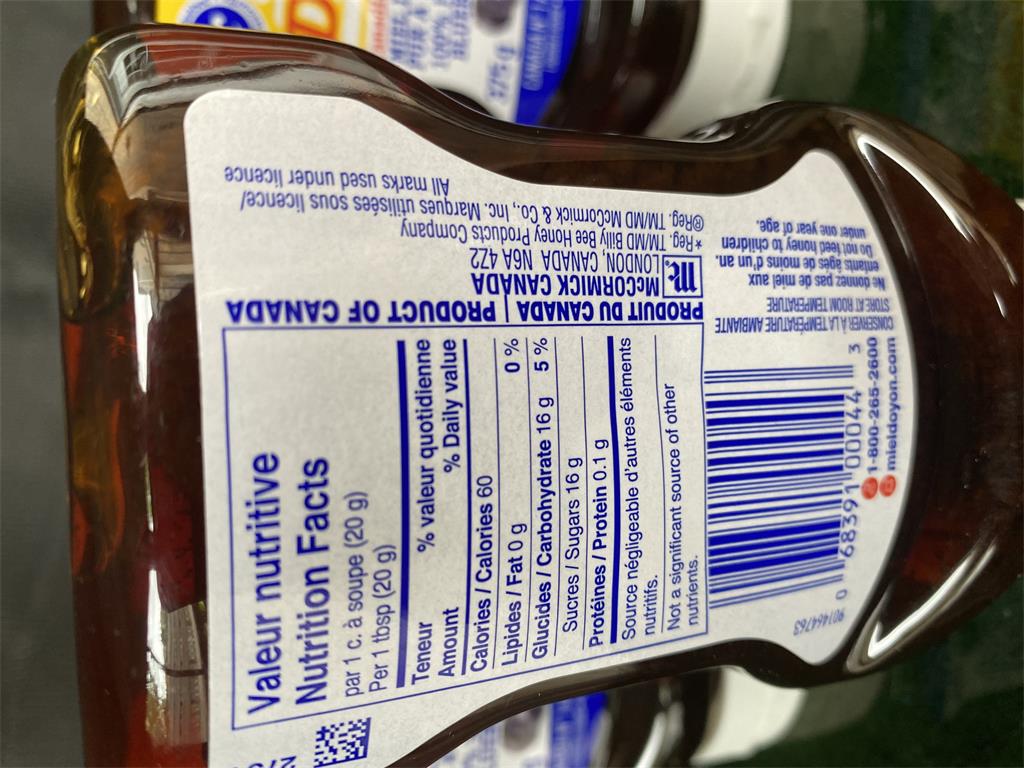 Valeur nutritive
Nutrition Facts
par 1 c. à soupe (20 g)
Per 1 tbsp (20 g)
Teneur % valeur quotidienne
Amount % Daily value
Calories / Calories 60
Lipides / Fat 0 g 0 %
Glucides / Carbohydrate 16 g 5 %
Sucres / Sugars 16 g
Protéines / Protein 0.1 g
Source négligeable d'autres éléments
nutritifs.
Not a significant source of other
nutrients.
PRODUIT DU CANADA | PRODUCT OF CANADA
McCORMICK CANADA
LONDON, CANADA N6A 4Z2
*Reg. TM/MD Billy Bee Honey Products Company
®Reg. TM/MD McCormick & Co., Inc. Marques utilisées sous licence/
All marks used under licence
CONSERVER À LA TEMPÉRATURE AMBIANTE
STORE AT ROOM TEMPERATURE
Ne donnez pas de miel aux
enfants âgés de moins d'un an.
Do not feed honey to children
under one year of age.
0 68391 00044 3
1-800-265-2600
mieldoyon.com
901464763
375 g